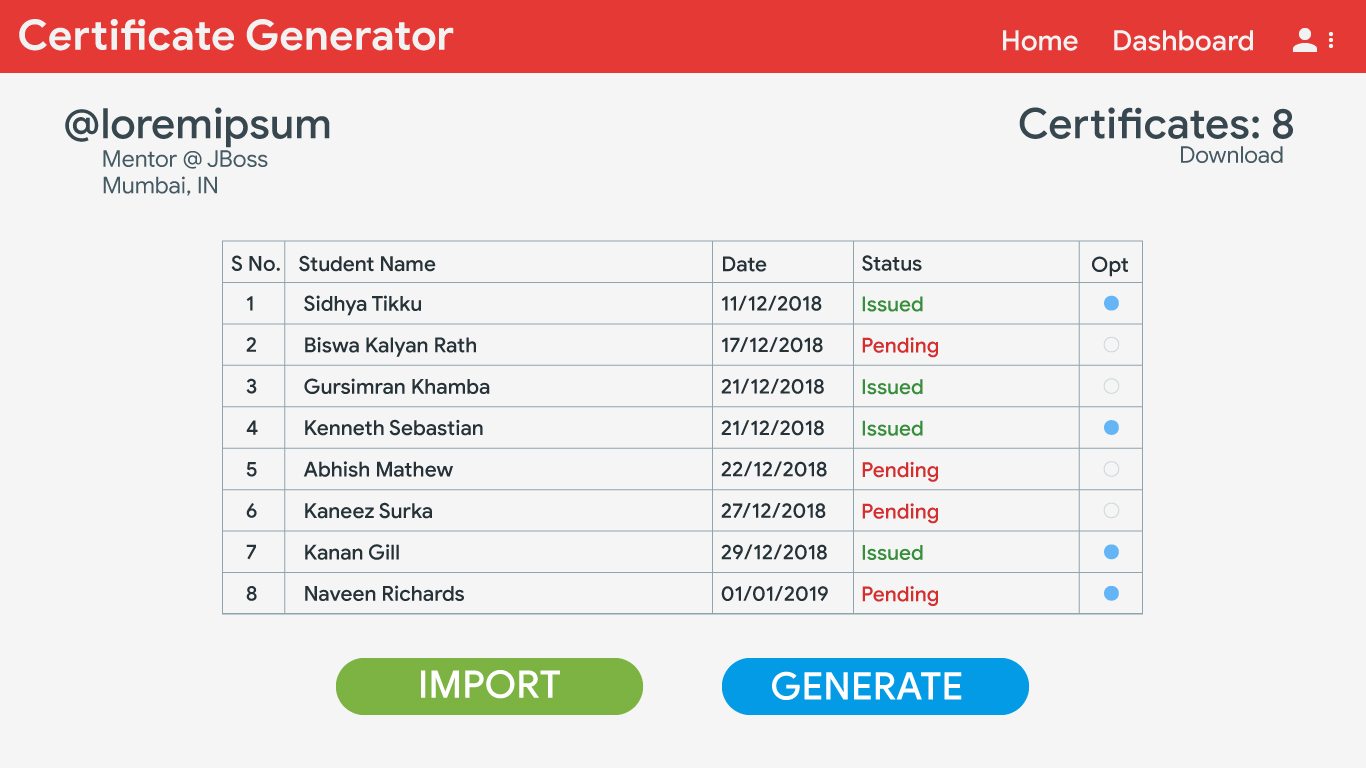 Certificate Generator
Home Dashboard
@loremipsum
Mentor @ JBoss
Mumbai, IN
Certificates: 8
Download
S No. Student Name Date Status Opt
1 Sidhya Tikku 11/12/2018 Issued
2 Biswa Kalyan Rath 17/12/2018 Pending
3 Gursimran Khamba 21/12/2018 Issued
4 Kenneth Sebastian 21/12/2018 Issued
5 Abhish Mathew 22/12/2018 Pending
6 Kaneez Surka 27/12/2018 Pending
7 Kanan Gill 29/12/2018 Issued
8 Naveen Richards 01/01/2019 Pending
IMPORT GENERATE